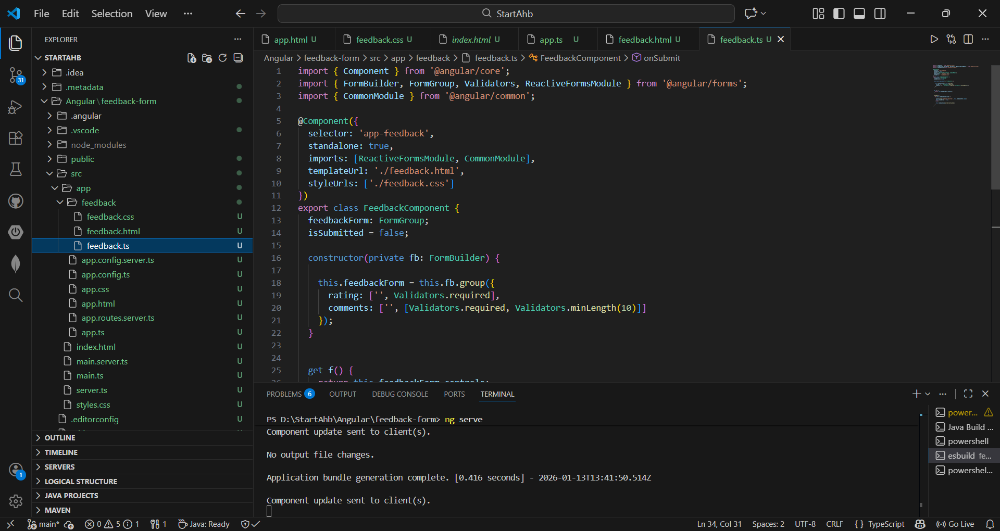 File Edit Selection View ···
StartAhb
EXPLORER ···
STARTAHB
.idea
.metadata
Angular\feedback-form
.angular
.vscode
node_modules
public
src
app
feedback
feedback.css U
feedback.html U
feedback.ts U
app.config.server.ts U
app.config.ts U
app.css U
app.html U
app.routes.server.ts U
app.ts U
index.html U
main.server.ts U
main.ts U
server.ts U
styles.css U
.editorconfig U
OUTLINE
TIMELINE
SERVERS
LOGICAL STRUCTURE
JAVA PROJECTS
MAVEN
31
1
app.html U feedback.css U index.html U app.ts U feedback.html U feedback.ts U
Angular > feedback-form > src > app > feedback > feedback.ts > FeedbackComponent > onSubmit
1 import { Component } from '@angular/core';
2 import { FormBuilder, FormGroup, Validators, ReactiveFormsModule } from '@angular/forms';
3 import { CommonModule } from '@angular/common';
4
5 @Component({
6 selector: 'app-feedback',
7 standalone: true,
8 imports: [ReactiveFormsModule, CommonModule],
9 templateUrl: './feedback.html',
10 styleUrls: ['./feedback.css']
11 })
12 export class FeedbackComponent {
13 feedbackForm: FormGroup;
14 isSubmitted = false;
15
16 constructor(private fb: FormBuilder) {
17
18 this.feedbackForm = this.fb.group({
19 rating: ['', Validators.required],
20 comments: ['', [Validators.required, Validators.minLength(10)]]
21 });
22 }
23
24
25 get f() {
26 return this.feedbackForm.controls;
PROBLEMS 6 OUTPUT DEBUG CONSOLE PORTS TERMINAL
PS D:\StartAhb\Angular\feedback-form> ng serve
Component update sent to client(s).
No output file changes.
Application bundle generation complete. [0.416 seconds] - 2026-01-13T13:41:50.514Z
Component update sent to client(s).
power...
Java Build ...
powershell
esbuild fe...
powershel...
main* 0 5 1 1 Java: Ready Ln 34, Col 31 Spaces: 2 UTF-8 CRLF { } TypeScript Go Live